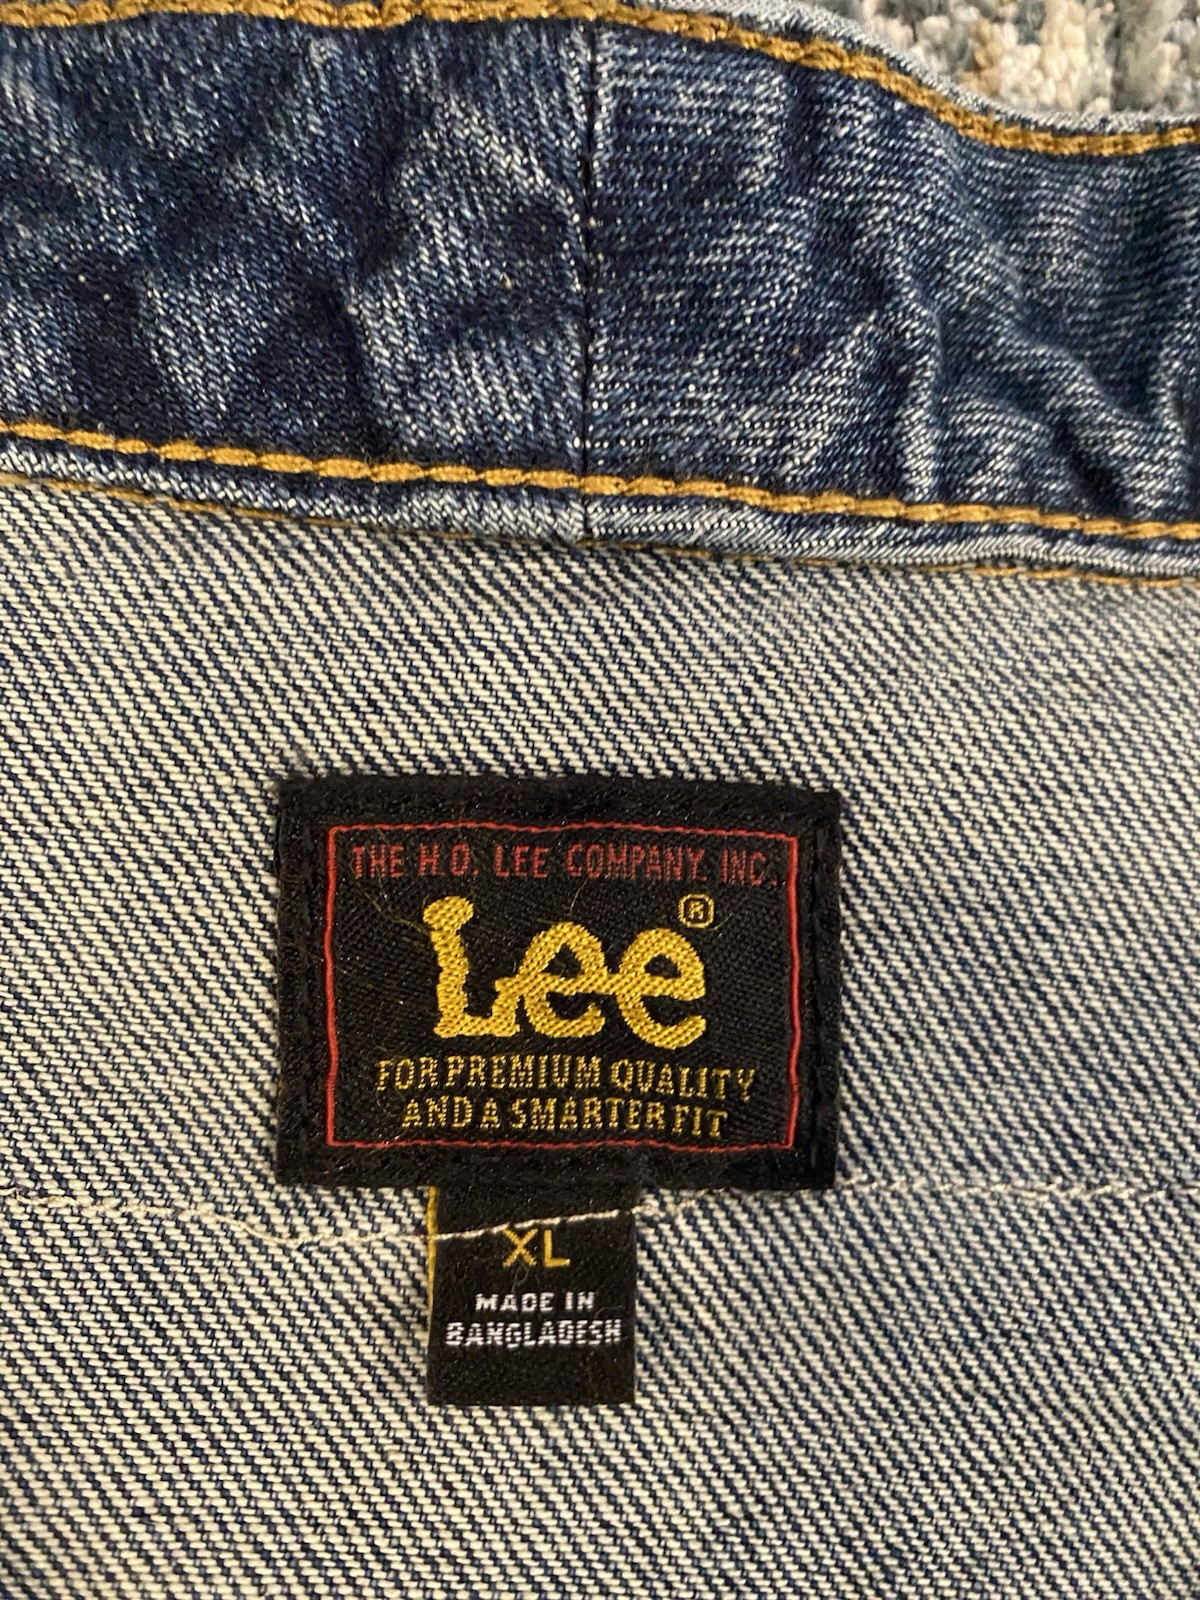 THE H.D. LEE COMPANY. INC.
Lee®
FOR PREMIUM QUALITY
AND A SMARTER FIT
XL
MADE IN
BANGLADESH